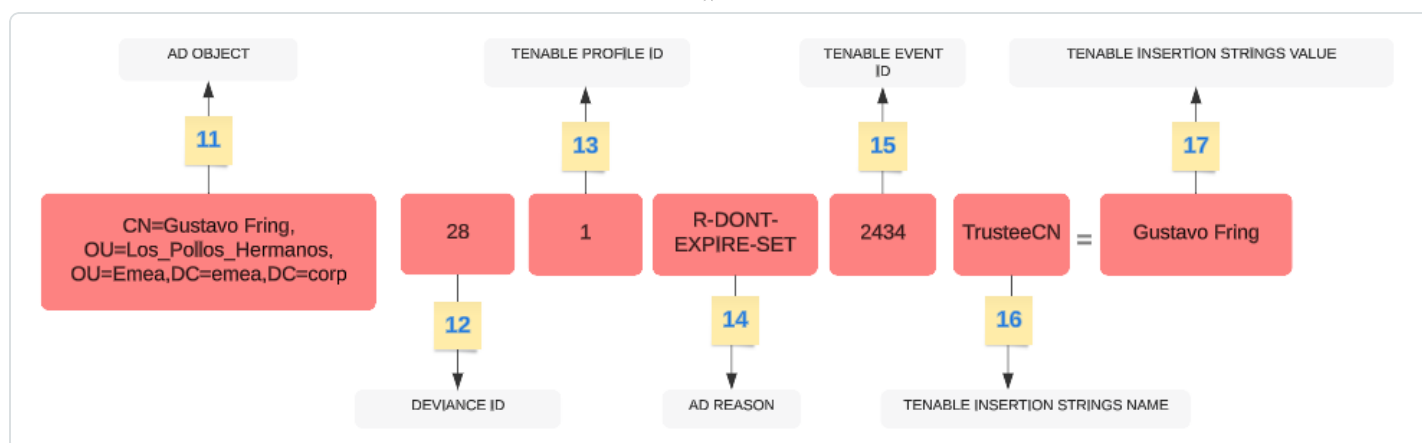 AD OBJECT
TENABLE PROFILE ID
TENABLE EVENT
ID
TENABLE INSERTION STRINGS VALUE
11
13
15
17
CN=Gustavo Fring,
OU=Los_Pollos_Hermanos,
OU=Emea,DC=emea,DC=corp
28
1
R-DONT-
EXPIRE-SET
2434
TrusteeCN
=
Gustavo Fring
12
14
16
DEVIANCE ID
AD REASON
TENABLE INSERTION STRINGS NAME